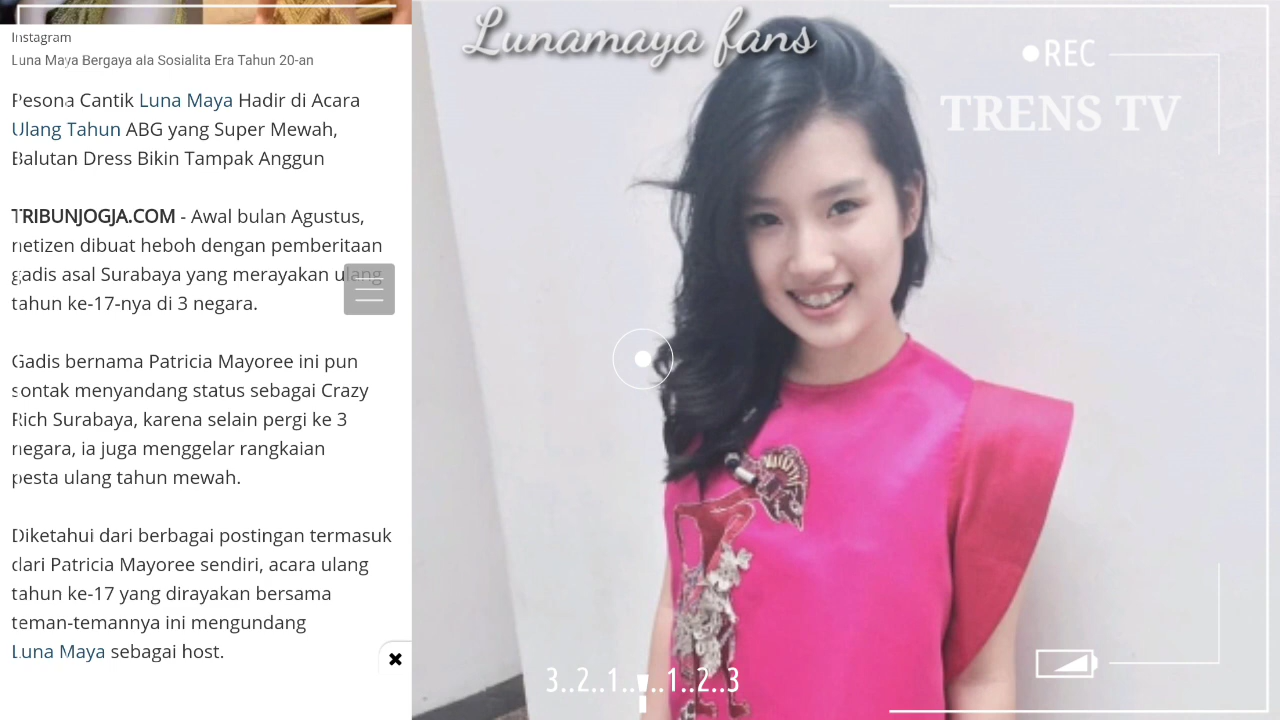 Instagram
Luna Maya Bergaya ala Sosialita Era Tahun 20-an
Pesona Cantik Luna Maya Hadir di Acara
Ulang Tahun ABG yang Super Mewah,
Balutan Dress Bikin Tampak Anggun
TRIBUNJOGJA.COM - Awal bulan Agustus,
netizen dibuat heboh dengan pemberitaan
gadis asal Surabaya yang merayakan ulang
tahun ke-17-nya di 3 negara.
Gadis bernama Patricia Mayoree ini pun
sontak menyandang status sebagai Crazy
Rich Surabaya, karena selain pergi ke 3
negara, ia juga menggelar rangkaian
pesta ulang tahun mewah.
Diketahui dari berbagai postingan termasuk
dari Patricia Mayoree sendiri, acara ulang
tahun ke-17 yang dirayakan bersama
teman-temannya ini mengundang
Luna Maya sebagai host.
Lunamaya fans
REC
TRENS TV
3..2..1..!..1..2..3